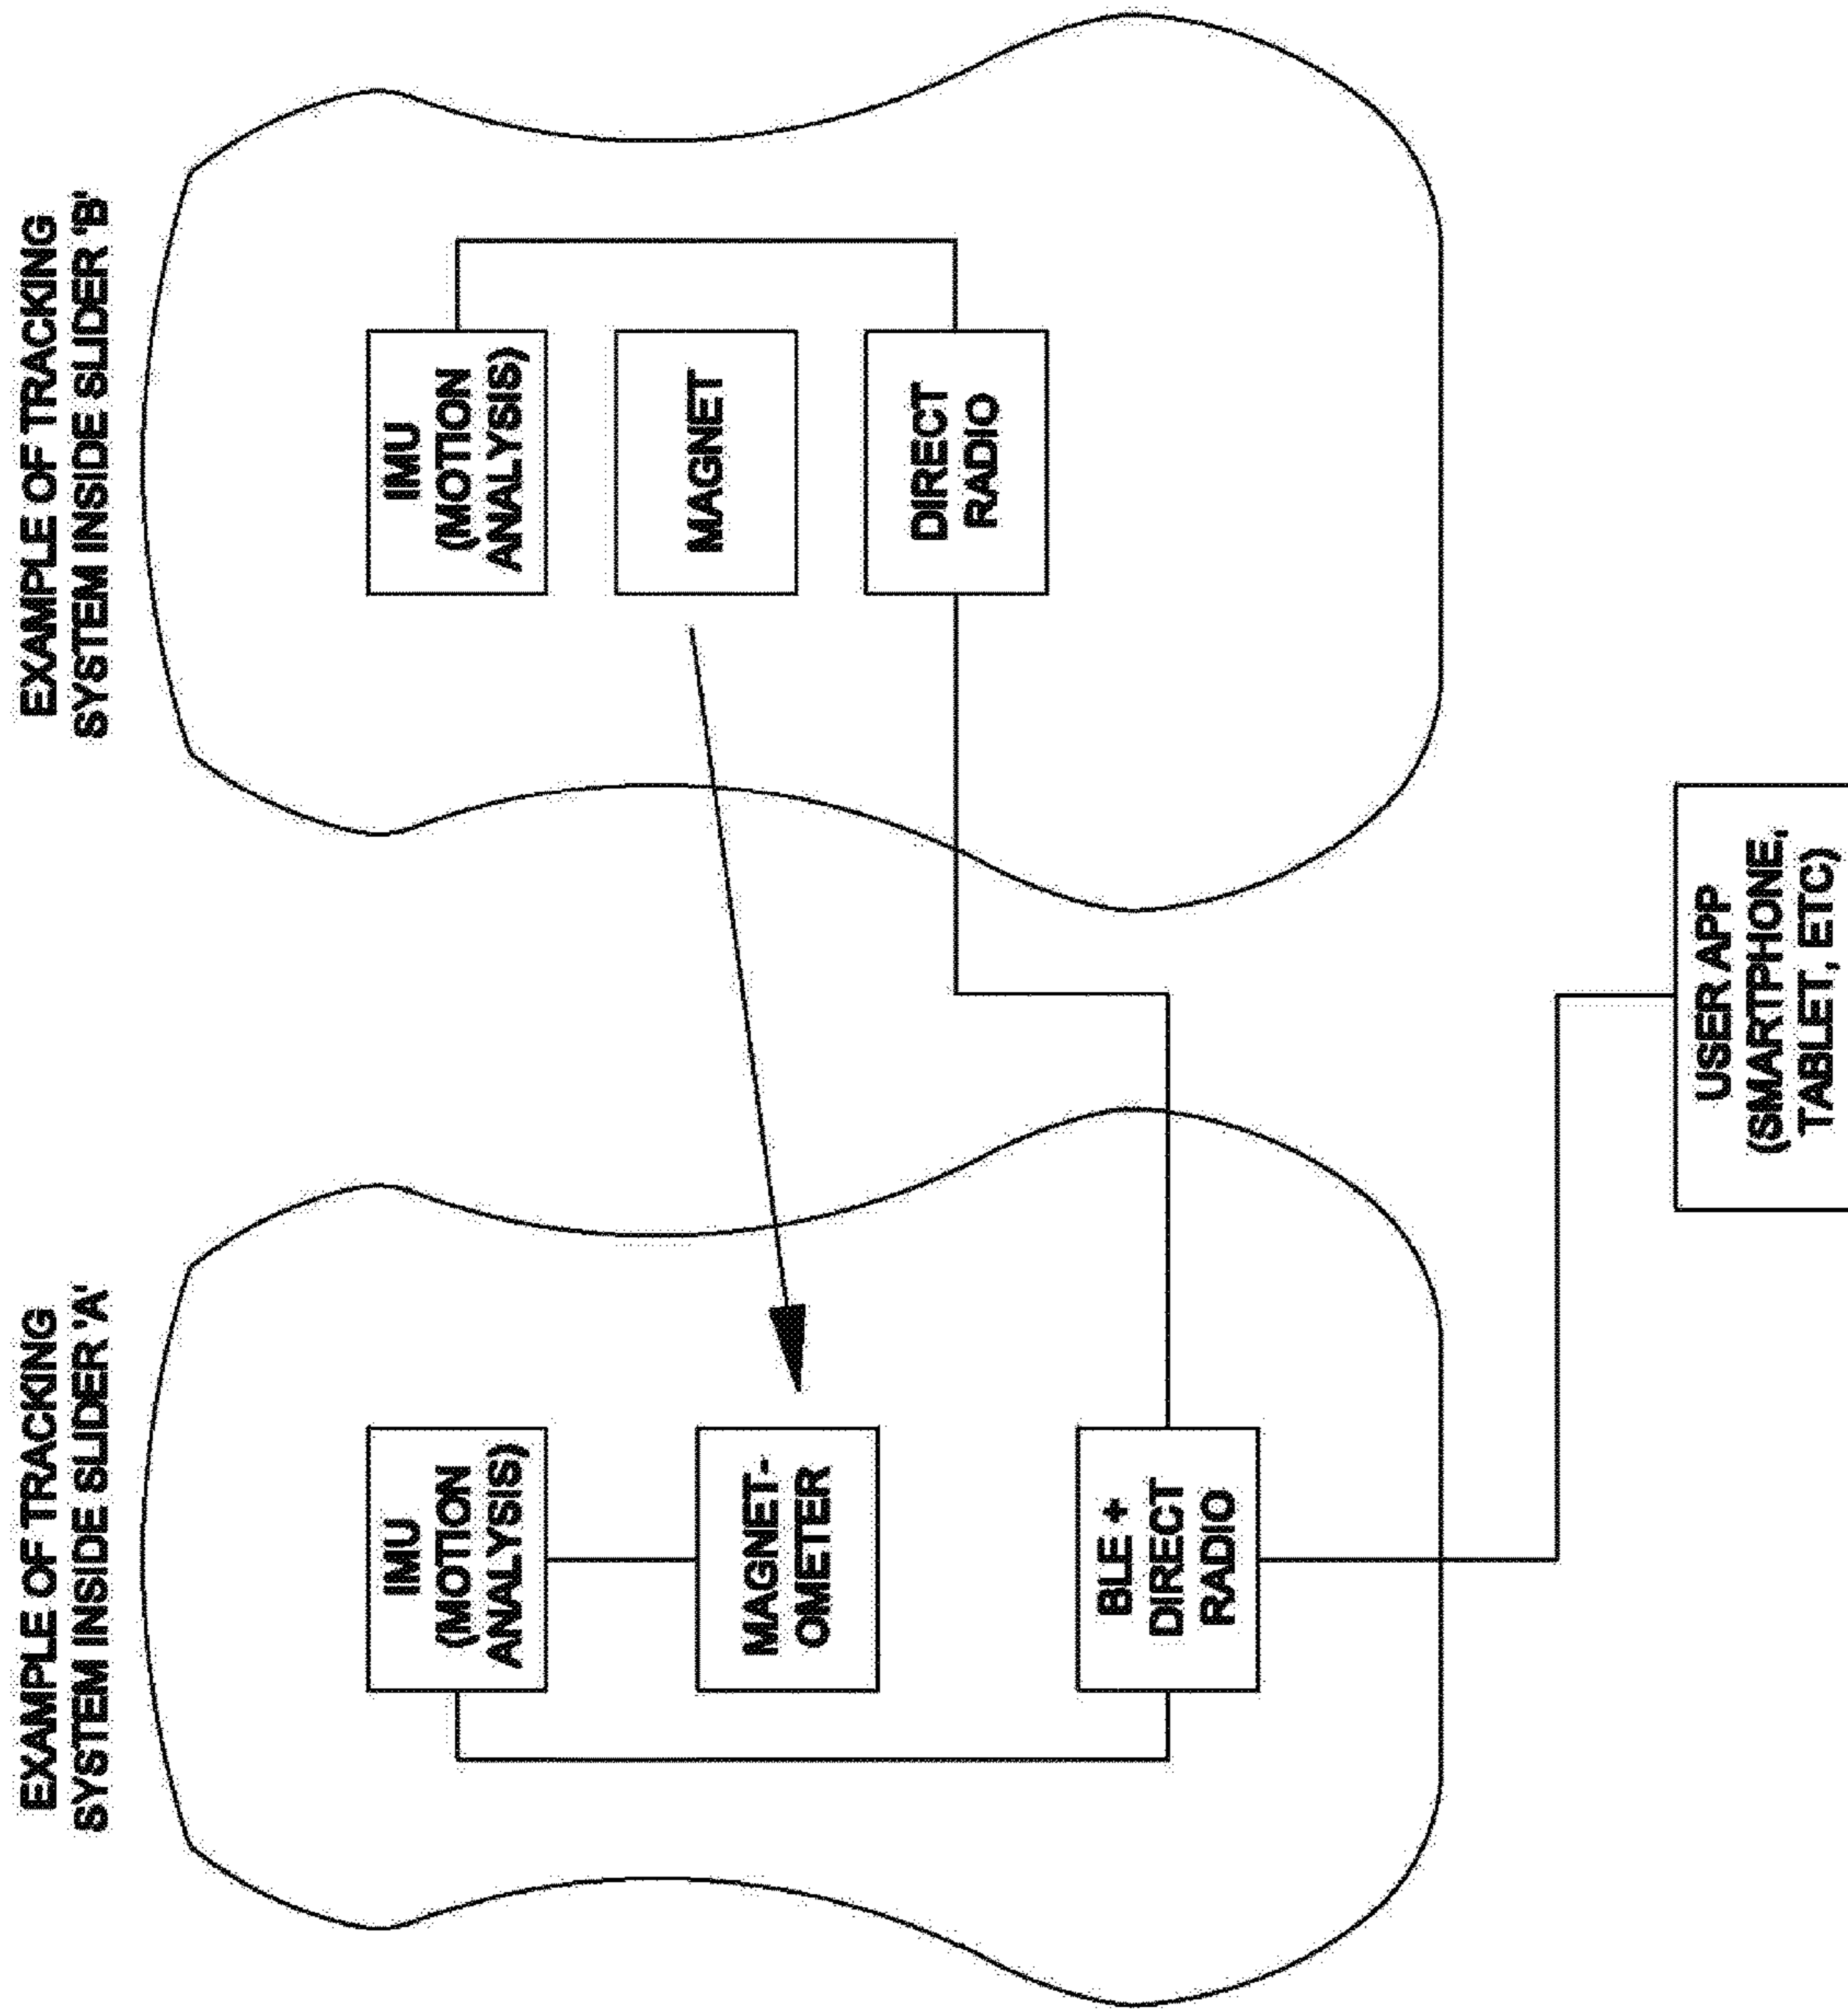 EXAMPLE OF TRACKING
SYSTEM INSIDE SLIDER 'A'
IMU
(MOTION
ANALYSIS)
MAGNET-
OMETER
BLE +
DIRECT
RADIO
EXAMPLE OF TRACKING
SYSTEM INSIDE SLIDER 'B'
IMU
(MOTION
ANALYSIS)
MAGNET
DIRECT
RADIO
USER APP
(SMARTPHONE,
TABLET, ETC)